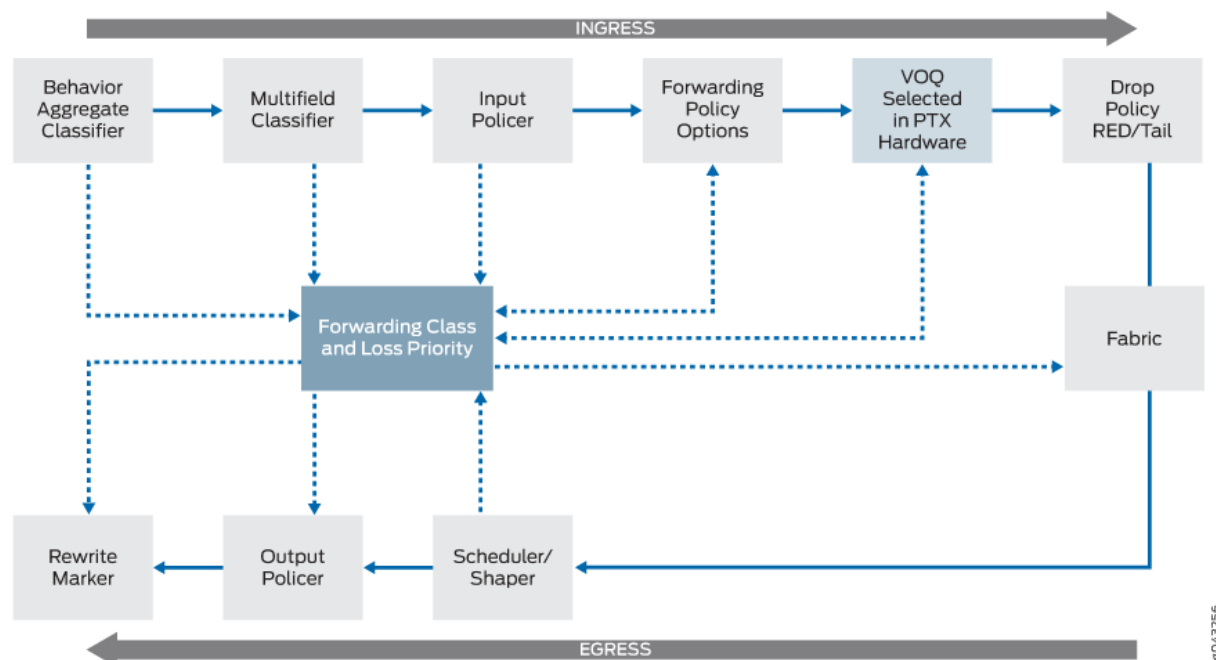 INGRESS
Behavior
Aggregate
Classifier
Multifield
Classifier
Input
Policer
Forwarding
Policy
Options
VOQ
Selected
in PTX
Hardware
Drop
Policy
RED/Tail
Forwarding Class
and Loss Priority
Fabric
Rewrite
Marker
Output
Policer
Scheduler/
Shaper
EGRESS